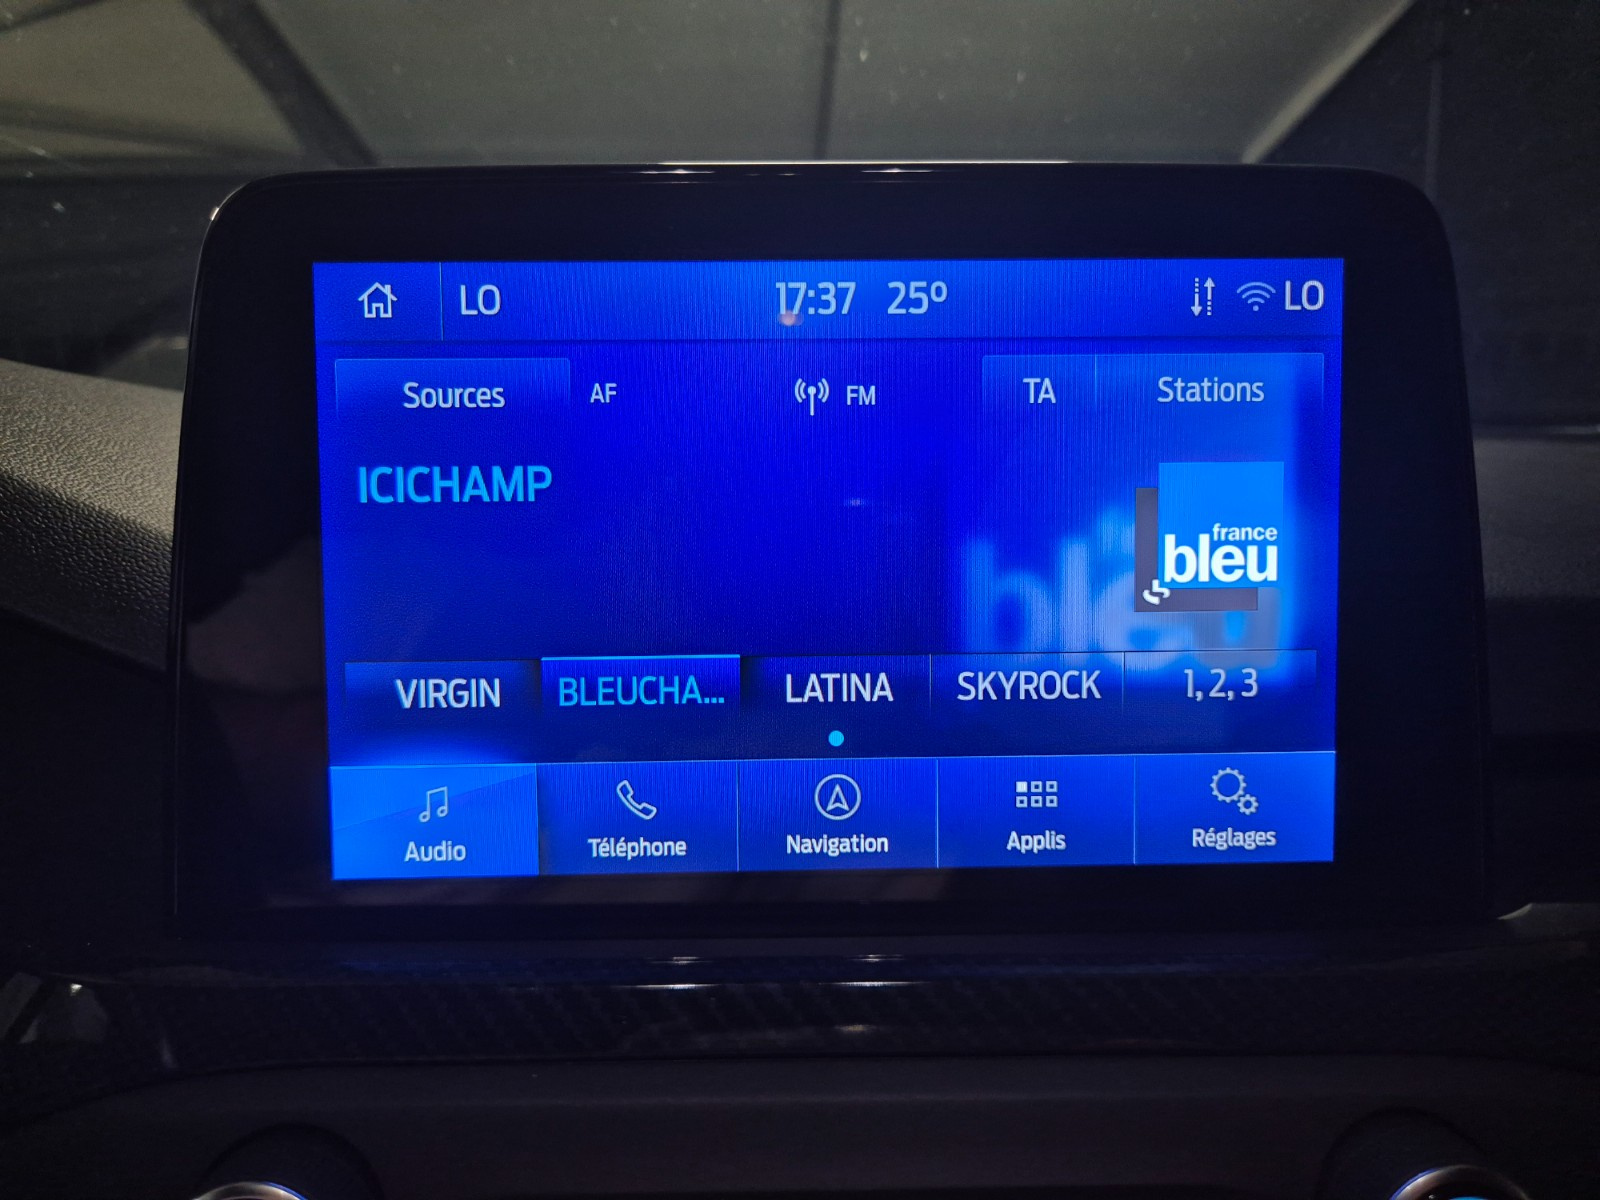 LO 17:37 25º LO
Sources AF FM TA Stations
ICICHAMP
france
bleu
VIRGIN BLEUCHA... LATINA SKYROCK 1, 2, 3
Audio Téléphone Navigation Applis Réglages